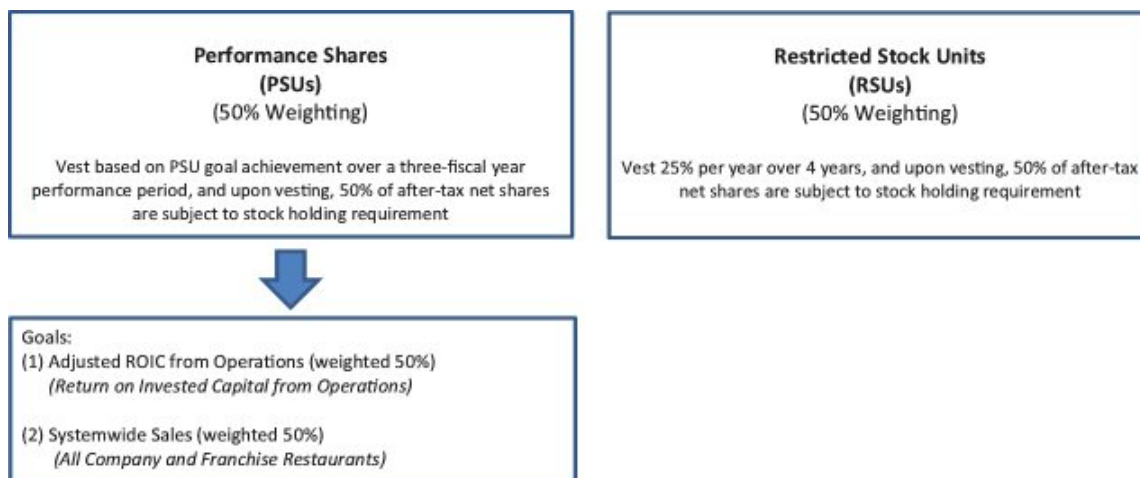 Performance Shares
(PSUs)
(50% Weighting)
Vest based on PSU goal achievement over a three-fiscal year
performance period, and upon vesting, 50% of after-tax net shares
are subject to stock holding requirement
Restricted Stock Units
(RSUs)
(50% Weighting)
Vest 25% per year over 4 years, and upon vesting, 50% of after-tax
net shares are subject to stock holding requirement
Goals:
(1) Adjusted ROIC from Operations (weighted 50%)
(Return on Invested Capital from Operations)
(2) Systemwide Sales (weighted 50%)
(All Company and Franchise Restaurants)